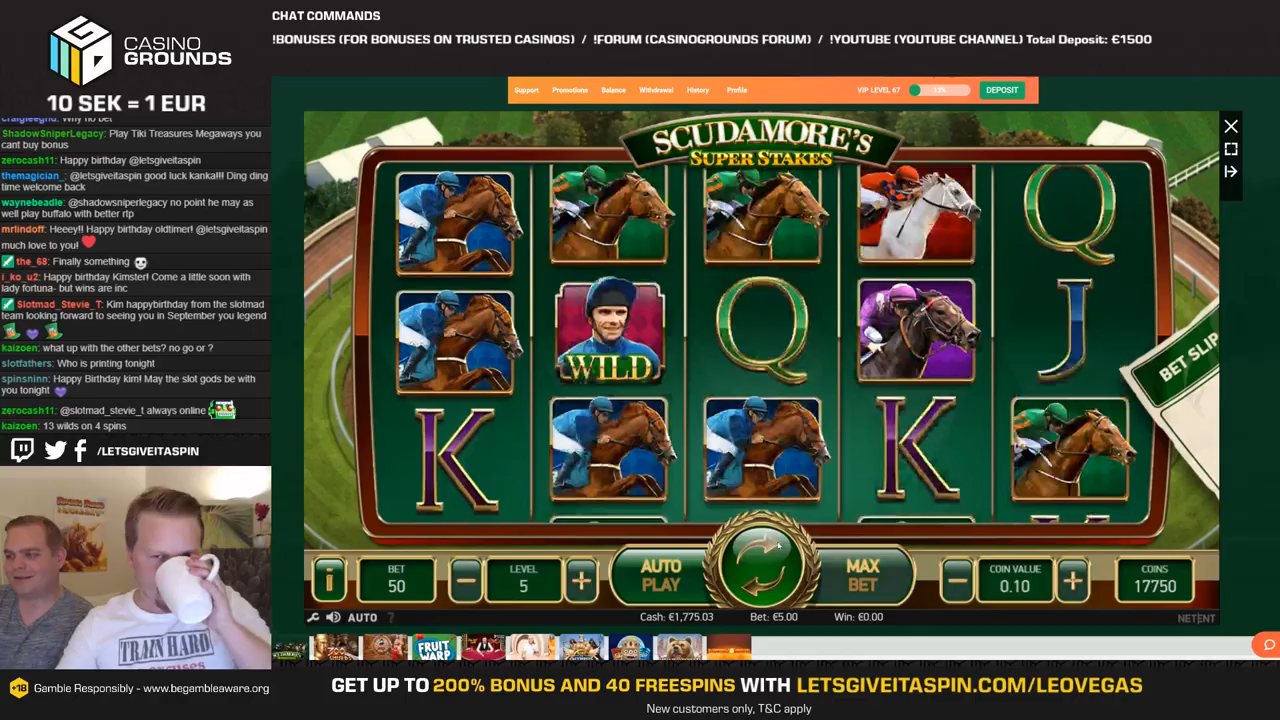 CHAT COMMANDS
!BONUSES (FOR BONUSES ON TRUSTED CASINOS) / !FORUM (CASINOGROUNDS FORUM) / !YOUTUBE (YOUTUBE CHANNEL) Total Deposit: €1500
CASINO
GROUNDS
10 SEK = 1 EUR
Why no bet
ShadowSniperLegacy: Play Tiki Treasures Megaways you
cant buy bonus
zerocash11: Happy birthday @letsgiveitaspin
themagician_: @letsgiveitaspin good luck kanka!!! Ding ding
time welcome back
waynebeadle: @shadowsniperlegacy no point he may as
well play buffalo with better rtp
mrlindoff: Heeey!! Happy birthday oldtimer! @letsgiveitaspin
much love to you!
the_68: Finally something
i_ko_u2: Happy birthday Kimster! Come a little soon with
lady fortuna- but wins are inc
Slotmad_Stevie_T: Kim happybirthday from the slotmad
team looking forward to seeing you in September you legend
kaizoen: what up with the other bets? no go or ?
slotfathers: Who is printing tonight
spinsninn: Happy Birthday kim! May the slot gods be with
you tonight
zerocash11: @slotmad_stevie_t always online
kaizoen: 13 wilds on 4 spins
/LETSGIVEITASPIN
TRAIN HARD
Support Promotions Balance Withdrawal History Profile VIP LEVEL 67 13% DEPOSIT
SCUDAMORE'S
SUPER STAKES
Q
WILD Q J
K K
BET SLIP
BET
50
LEVEL
5
AUTO
PLAY
MAX
BET
COIN VALUE
0.10
COINS
17750
AUTO ? Cash: €1,775.03 Bet: €5.00 Win: €0.00 NETENT
FRUIT
WARP
+18 Gamble Responsibly - www.begambleaware.org
GET UP TO 200% BONUS AND 40 FREESPINS WITH LETSGIVEITASPIN.COM/LEOVEGAS
New customers only, T&C apply